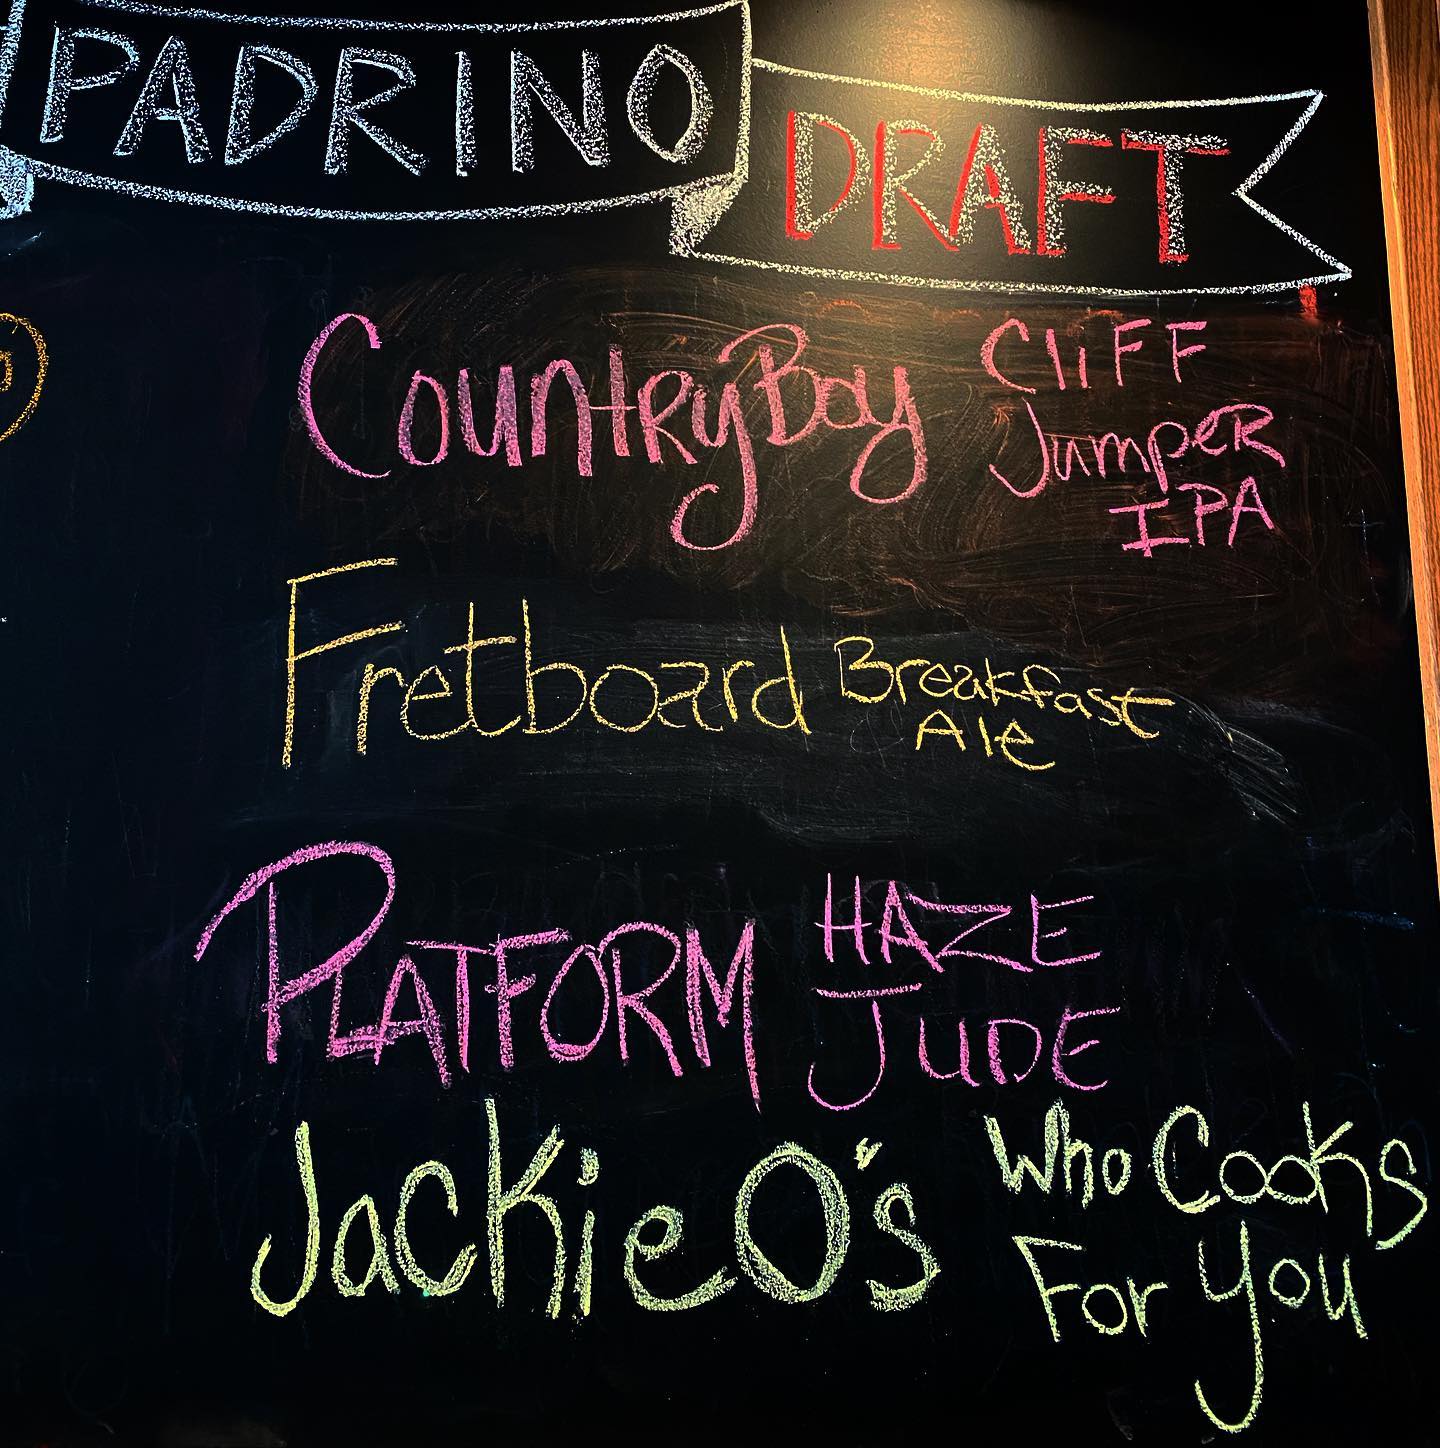 PADRINO DRAFT
CountryBoy Cliff
Jumper
IPA
Fretboard Breakfast
Ale
PLATFORM HAZE
JUDE
JacKieO's Who Cooks
For You